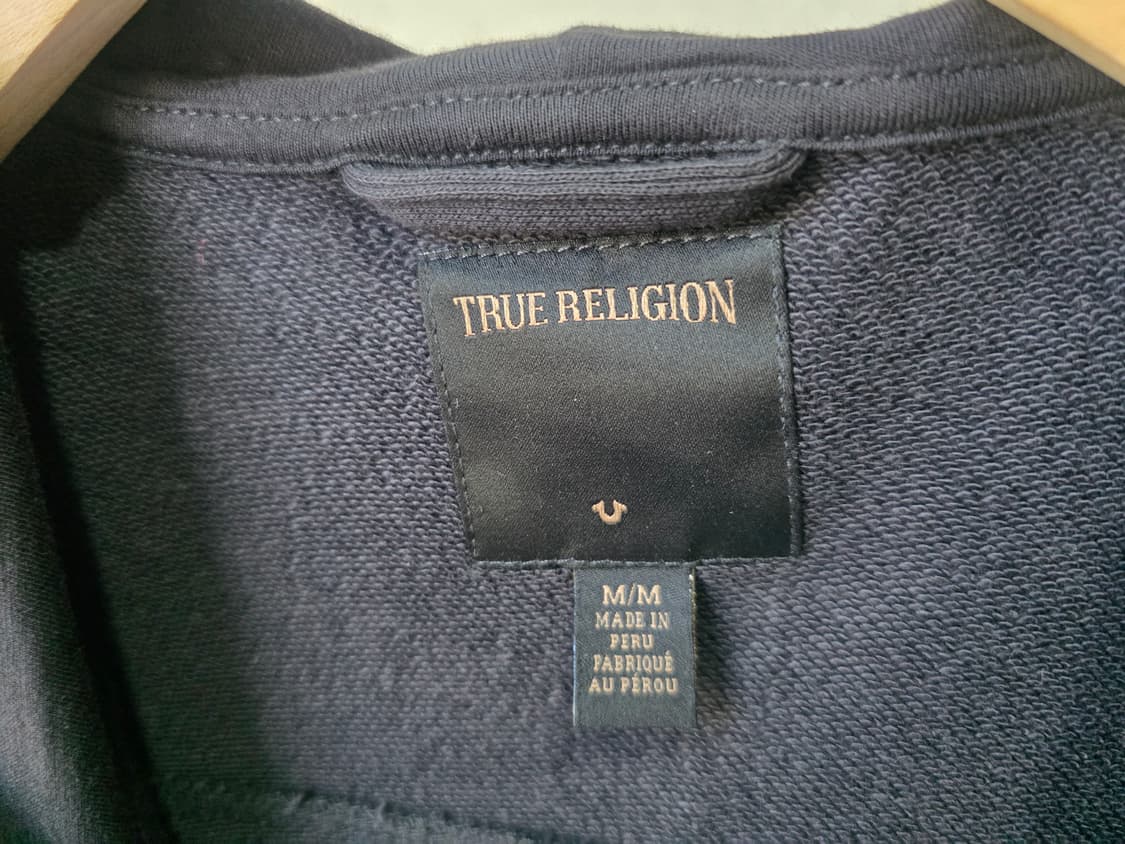 TRUE RELIGION
M/M
MADE IN
PERU
FABRIQUÉ
AU PÉROU